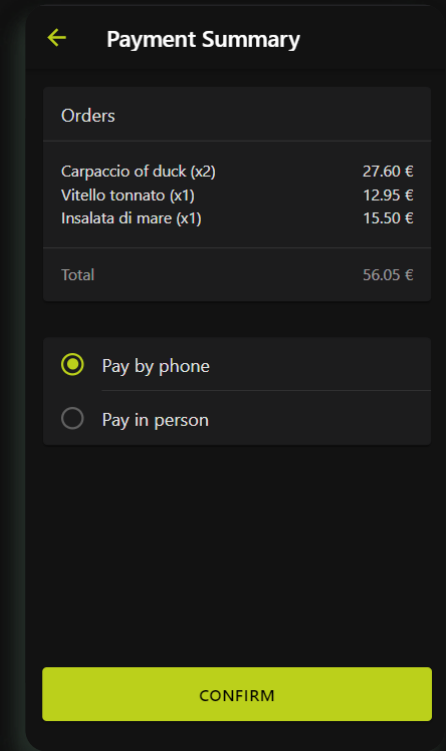 Payment Summary
Orders
Carpaccio of duck (x2) 27.60 €
Vitello tonnato (x1) 12.95 €
Insalata di mare (x1) 15.50 €
Total 56.05 €
Pay by phone
Pay in person
CONFIRM